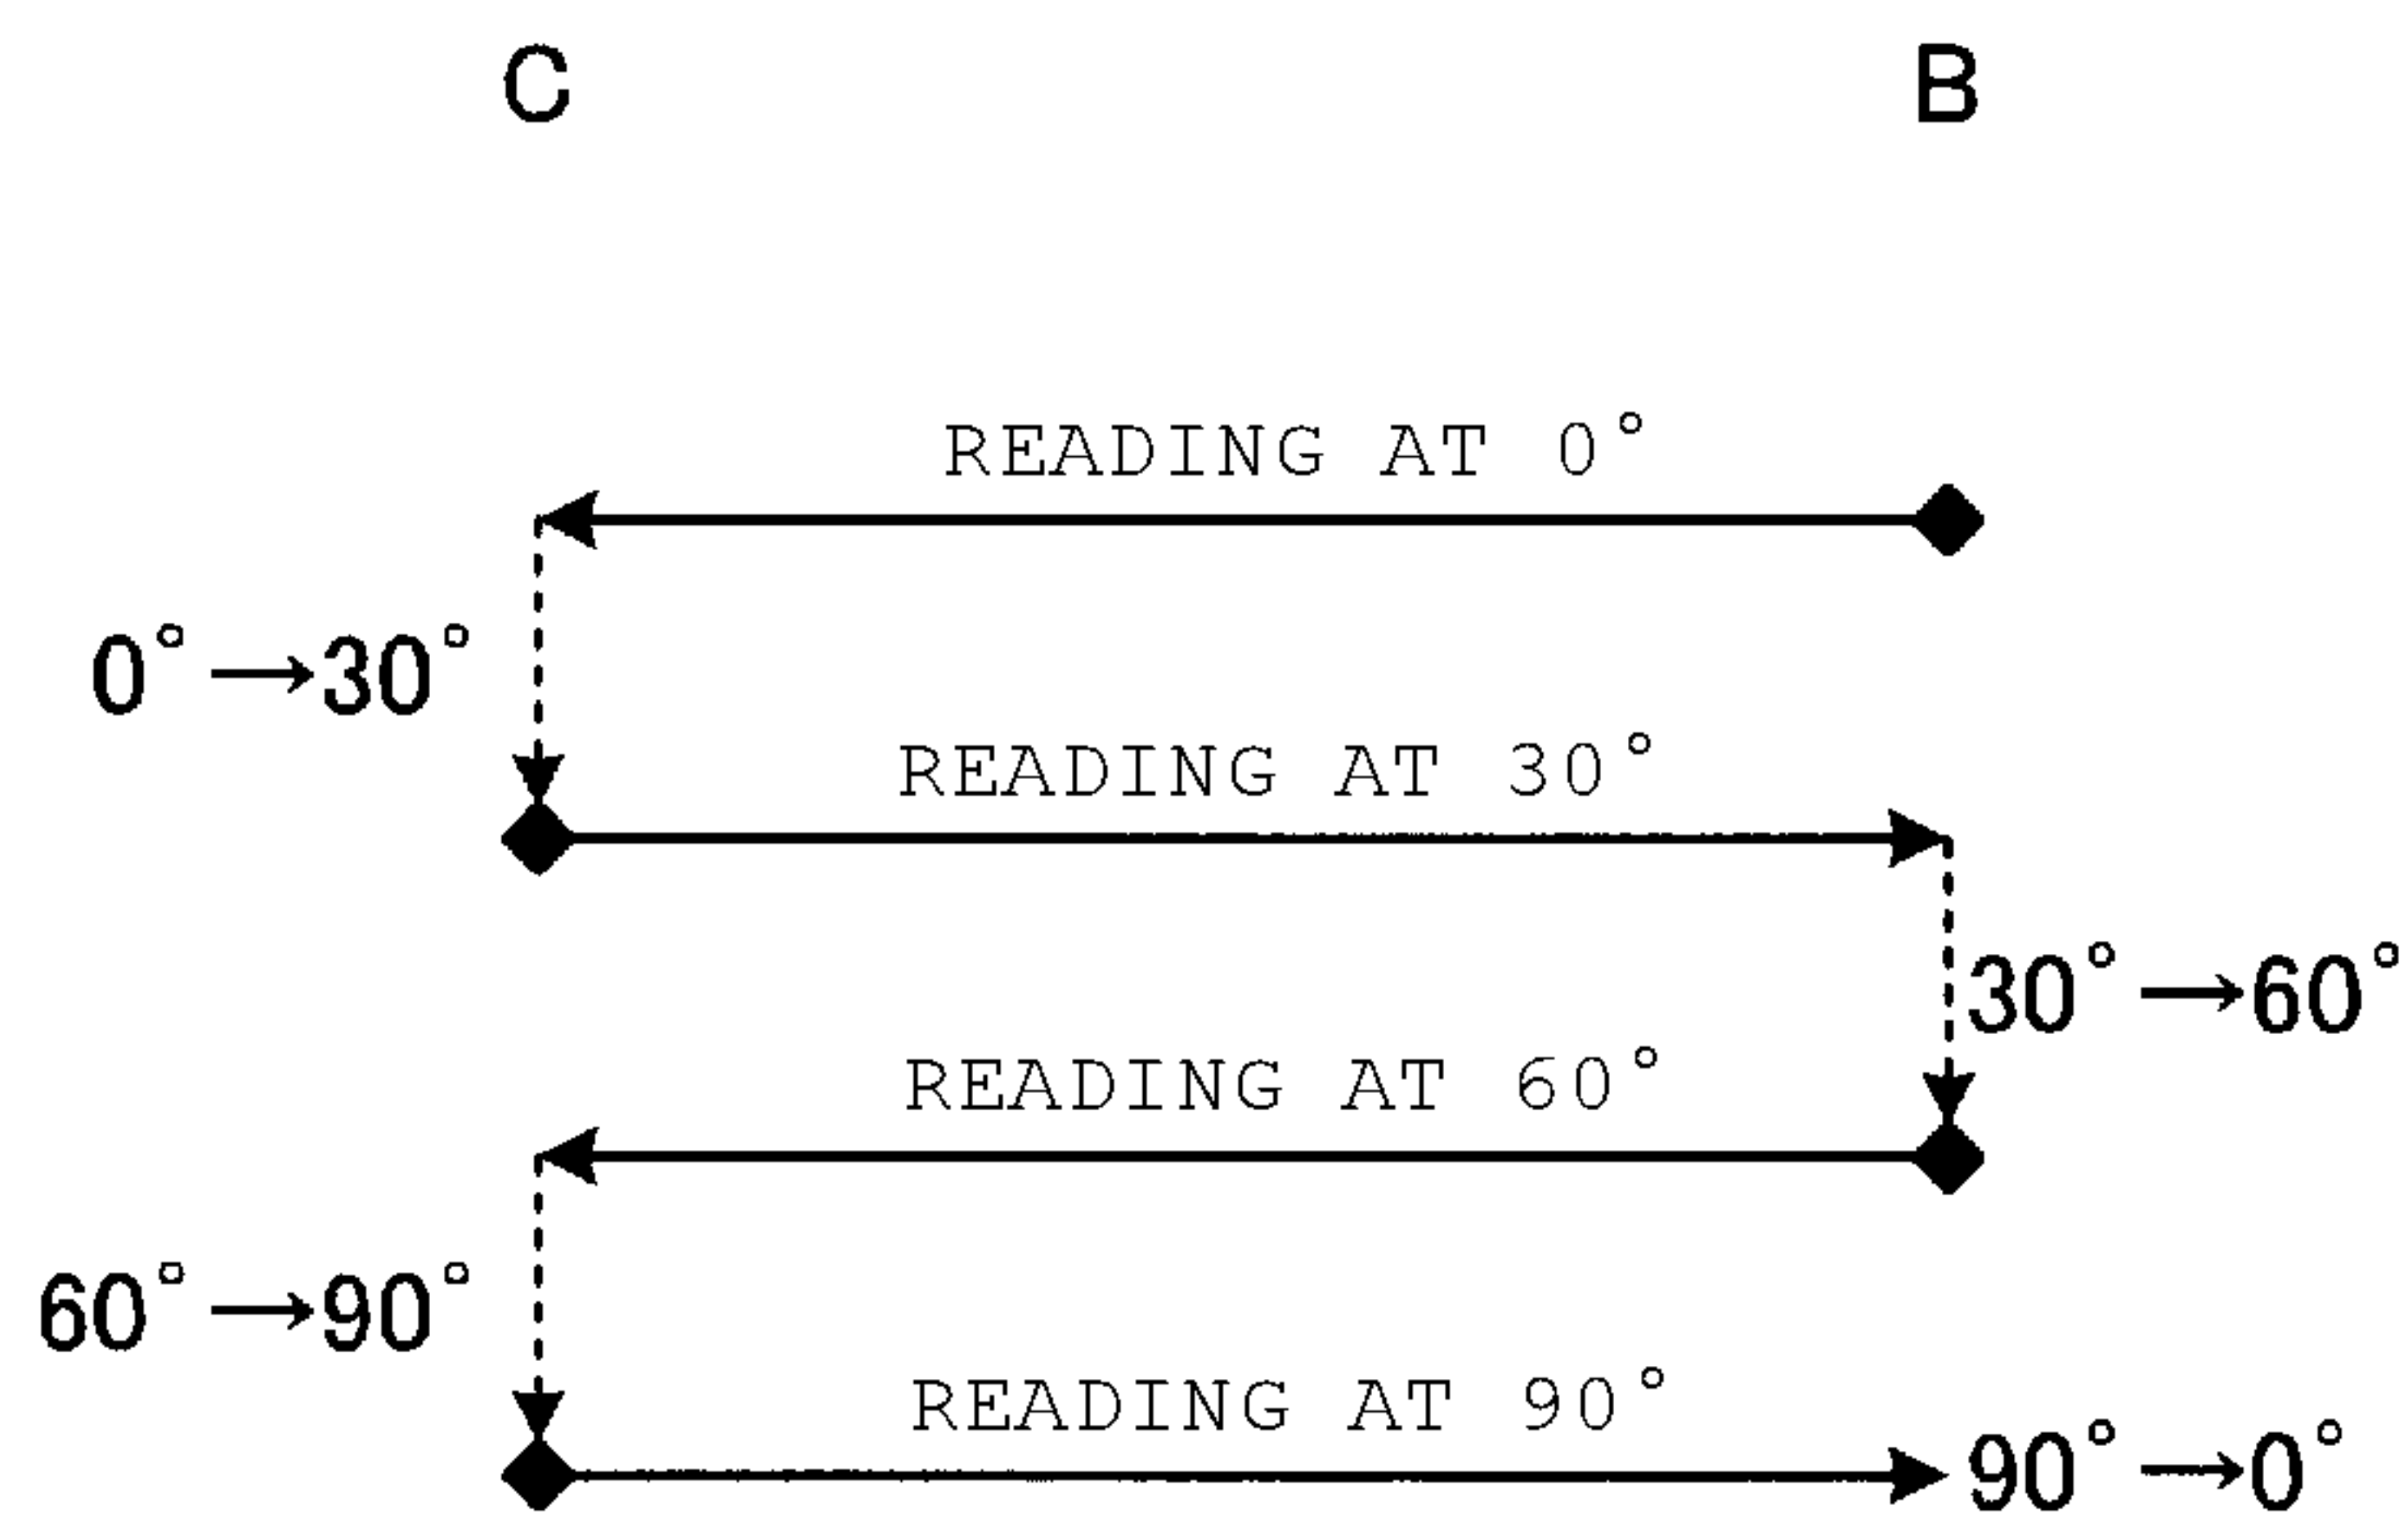 C B
READING AT 0°
0°→30°
READING AT 30°
30°→60°
READING AT 60°
60°→90°
READING AT 90°
90°→0°